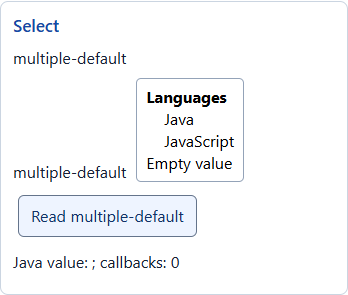 Select
multiple-default
Languages
Java
JavaScript
Empty value
multiple-default
Read multiple-default
Java value: ; callbacks: 0